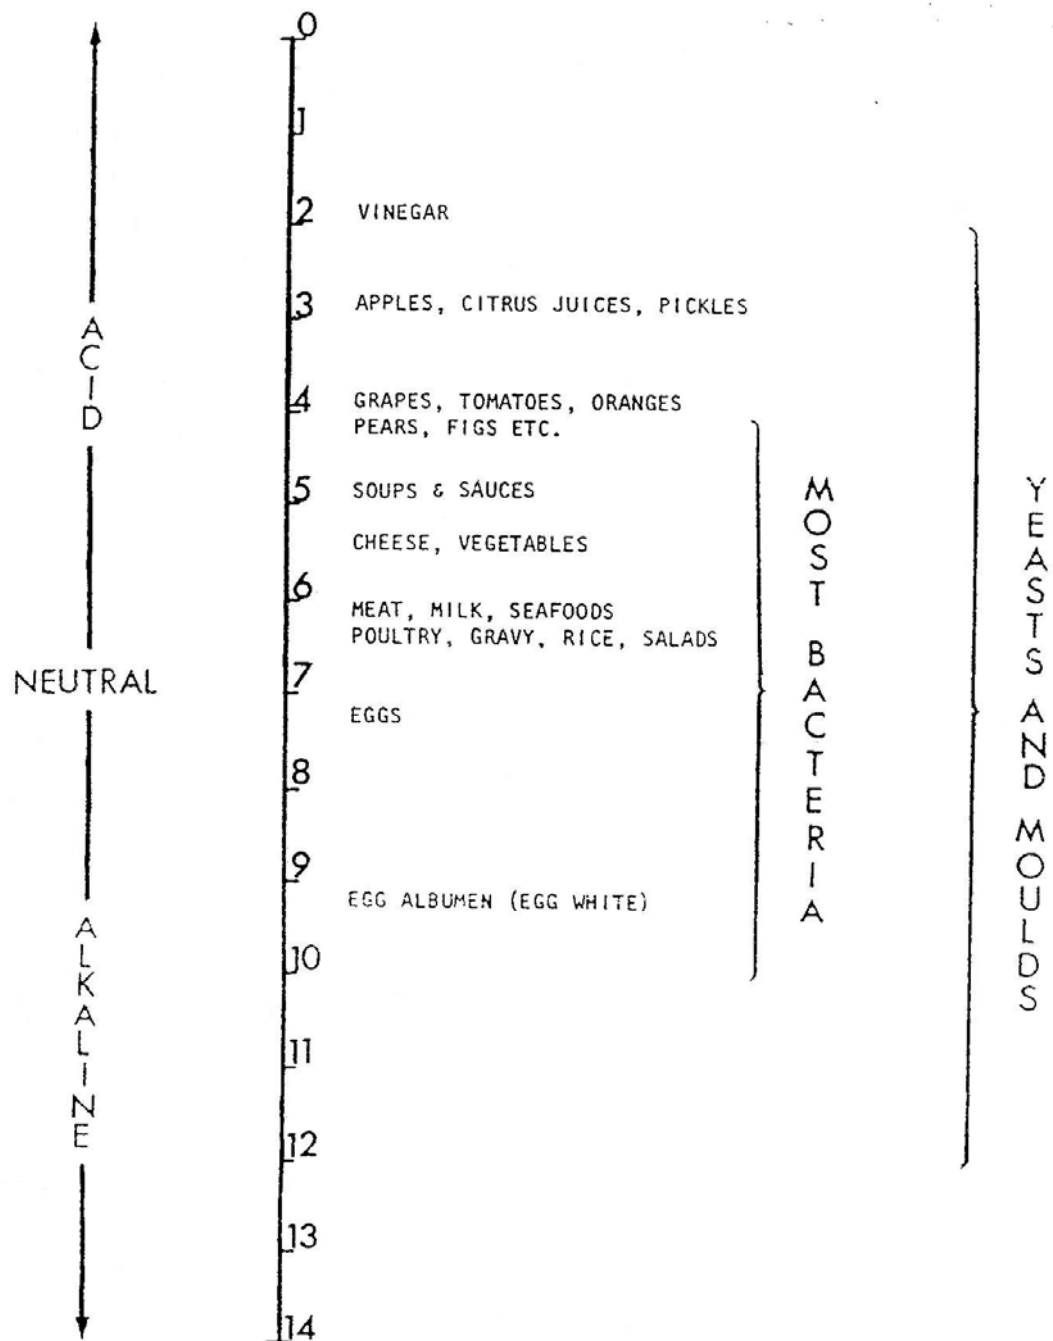 0
1
2 VINEGAR
3 APPLES, CITRUS JUICES, PICKLES
4 GRAPES, TOMATOES, ORANGES
PEARS, FIGS ETC.
5 SOUPS & SAUCES
CHEESE, VEGETABLES
6
MEAT, MILK, SEAFOODS
POULTRY, GRAVY, RICE, SALADS
7
EGGS
8
9
EGG ALBUMEN (EGG WHITE)
10
11
12
13
14
ACID
NEUTRAL
ALKALINE
MOST BACTERIA
YEASTS AND MOULDS